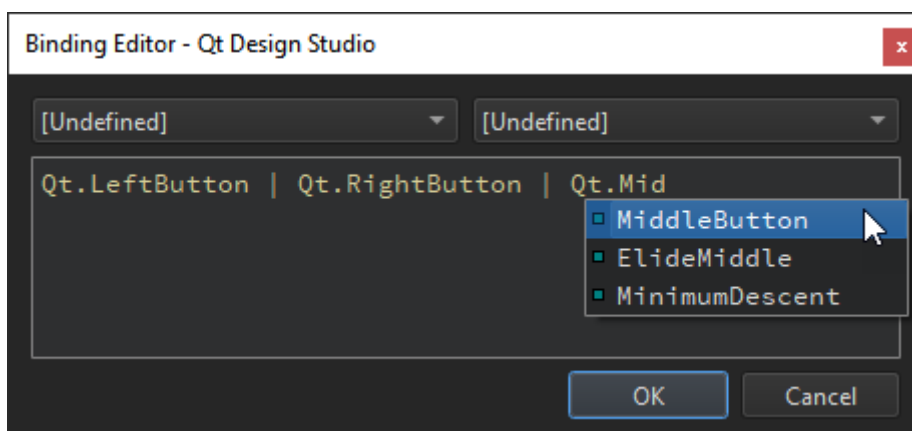 Binding Editor - Qt Design Studio
x
[Undefined] [Undefined]
Qt.LeftButton | Qt.RightButton | Qt.Mid
MiddleButton
ElideMiddle
MinimumDescent
OK Cancel